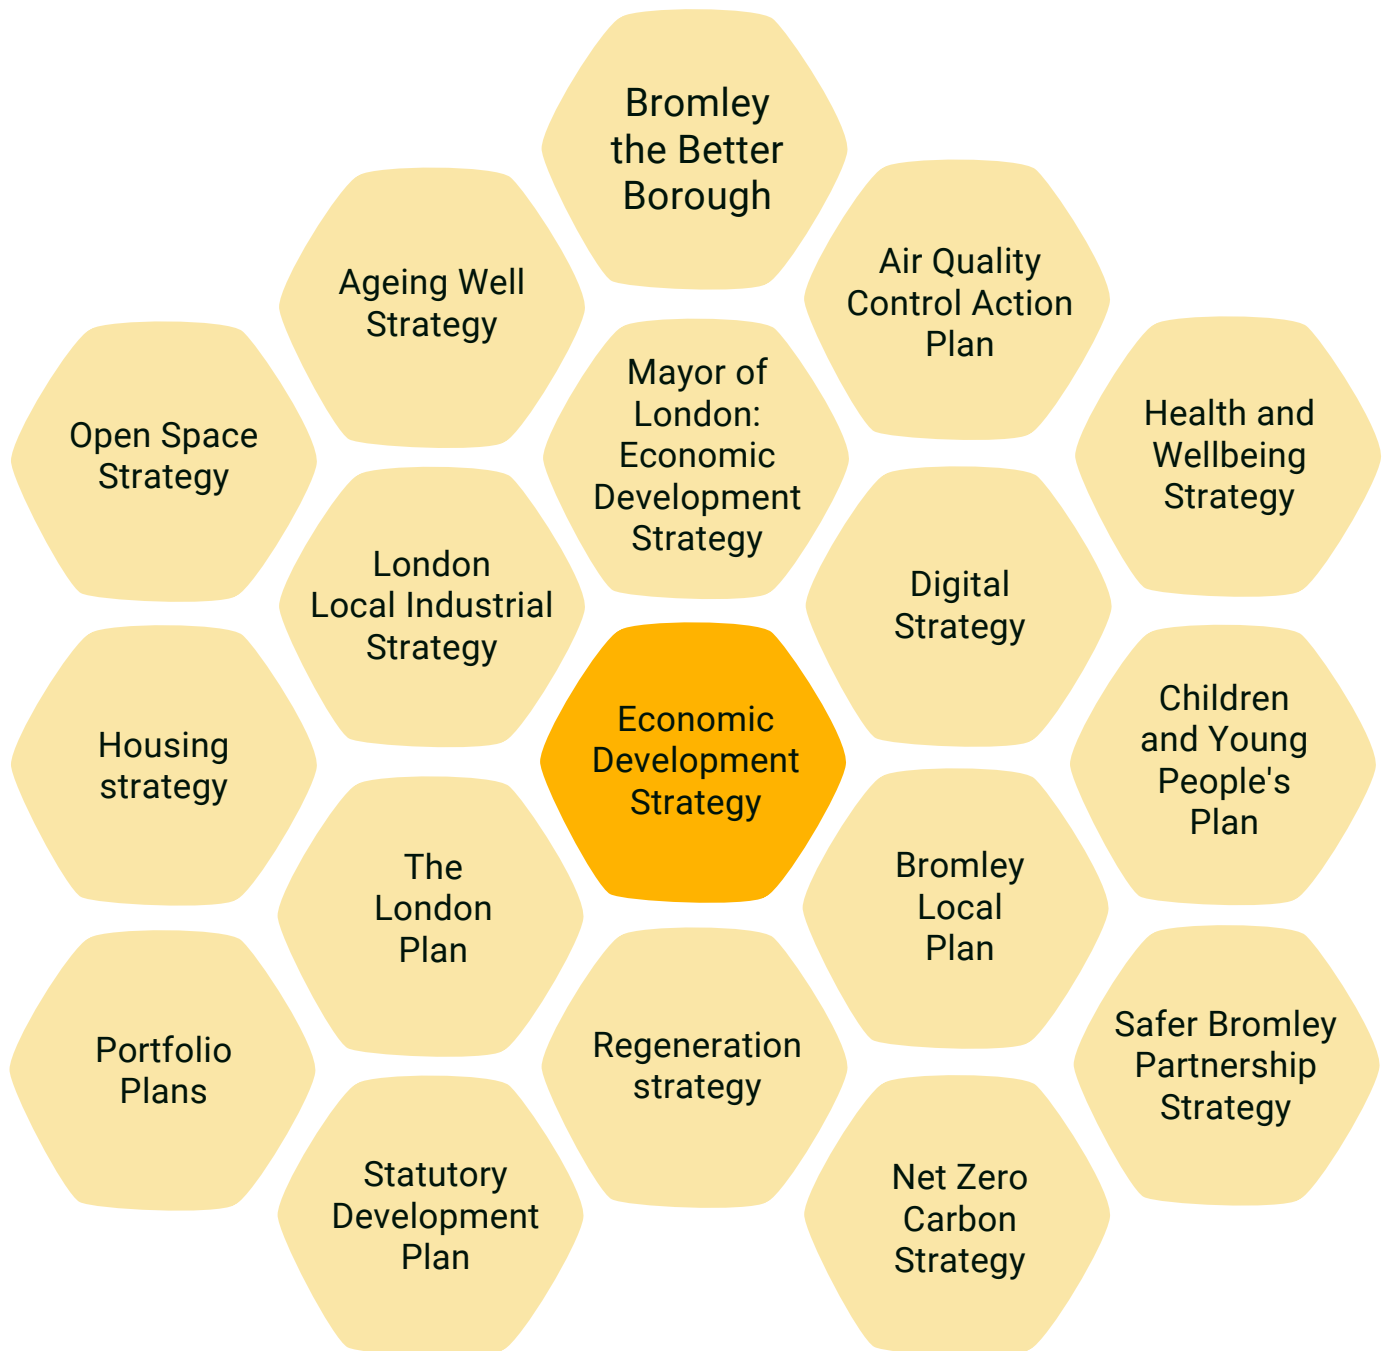 Bromley
the Better
Borough
Ageing Well
Strategy
Air Quality
Control Action
Plan
Mayor of
London:
Economic
Development
Strategy
Open Space
Strategy
Health and
Wellbeing
Strategy
London
Local Industrial
Strategy
Digital
Strategy
Economic
Development
Strategy
Housing
strategy
Children
and Young
People's
Plan
The
London
Plan
Bromley
Local
Plan
Portfolio
Plans
Regeneration
strategy
Safer Bromley
Partnership
Strategy
Statutory
Development
Plan
Net Zero
Carbon
Strategy